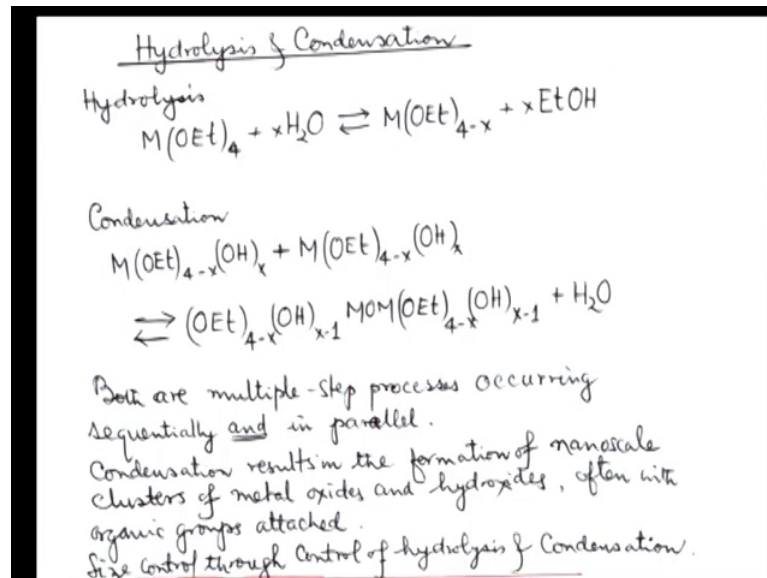 Hydrolysis & Condensation
Hydrolysis
M(OEt)₄ + xH₂O ⇌ M(OEt)₄₋ₓ + xEtOH
Condensation
M(OEt)₄₋ₓ(OH)ₓ + M(OEt)₄₋ₓ(OH)ₓ
⇌ (OEt)₄₋ₓ(OH)ₓ₋₁ MOM(OEt)₄₋ₓ(OH)ₓ₋₁ + H₂O
Both are multiple-step processes occurring
sequentially and in parallel.
Condensation results in the formation of nanoscale
clusters of metal oxides and hydroxides, often with
organic groups attached.
Size control through control of hydrolysis & Condensation.